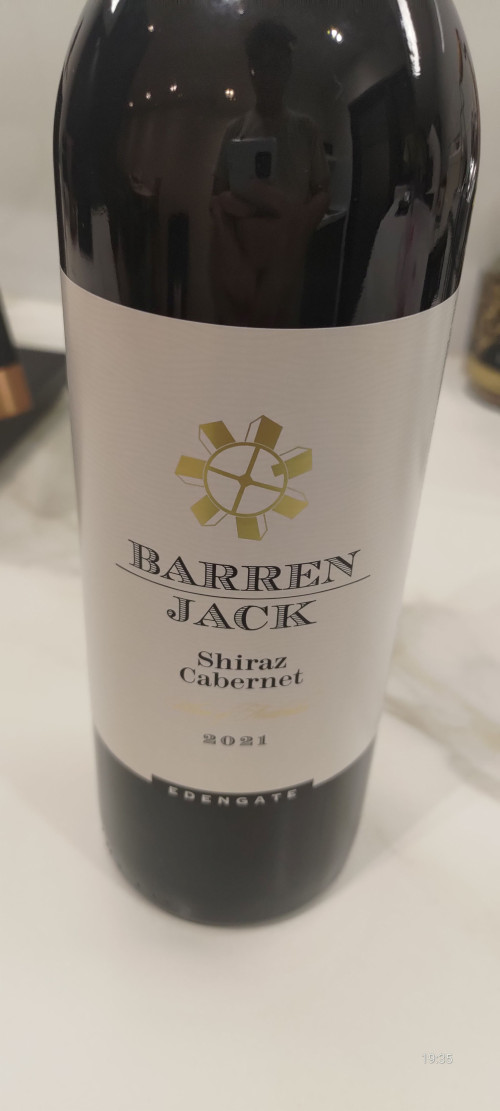 BARREN
JACK
Shiraz
Cabernet
2021
EDENGATE
19:35